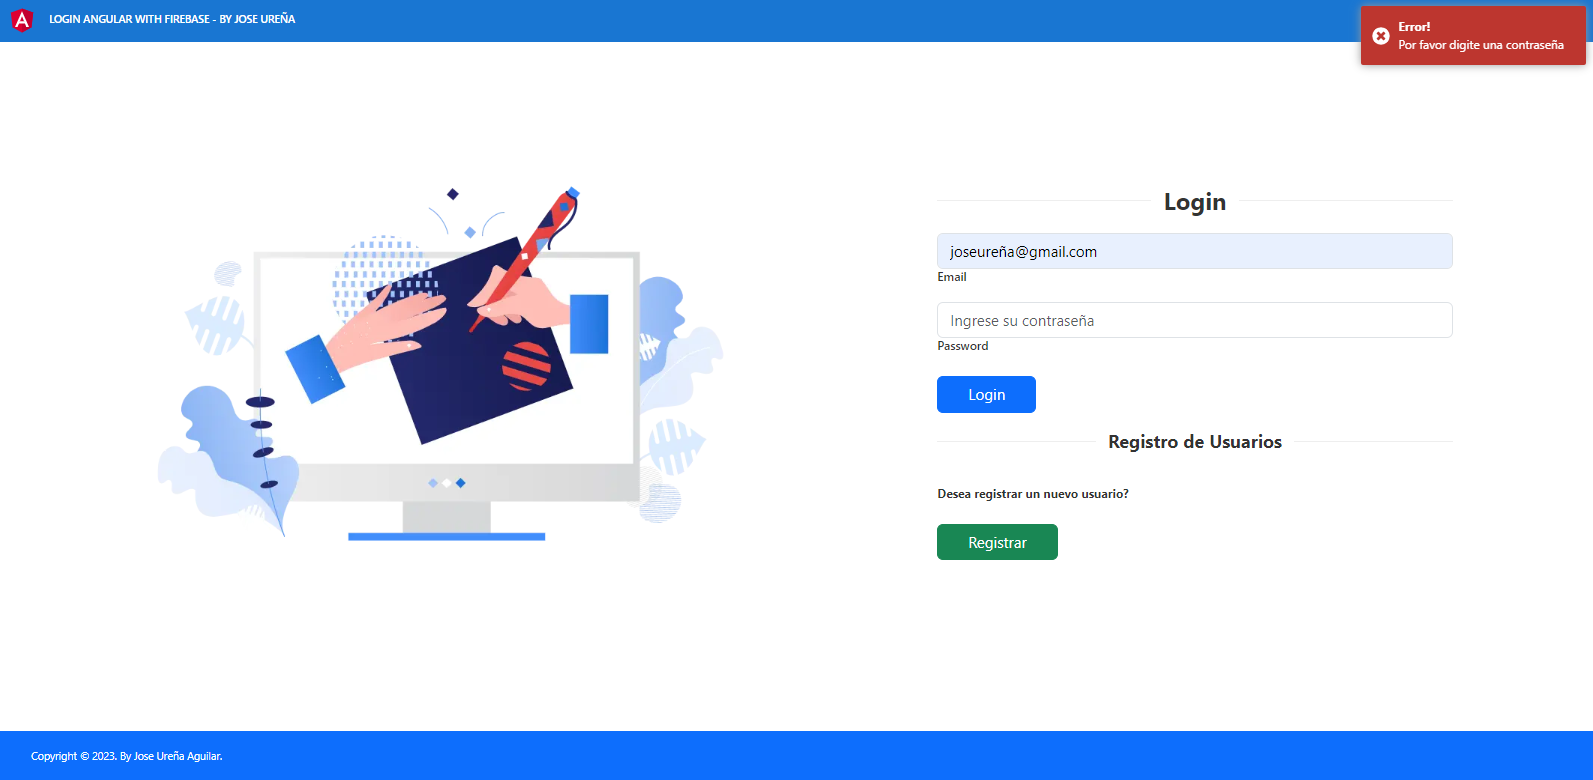 LOGIN ANGULAR WITH FIREBASE - BY JOSE UREÑA
Error!
Por favor digite una contraseña
Login
joseureña@gmail.com
Email
Ingrese su contraseña
Password
Login
Registro de Usuarios
Desea registrar un nuevo usuario?
Registrar
Copyright © 2023. By Jose Ureña Aguilar.